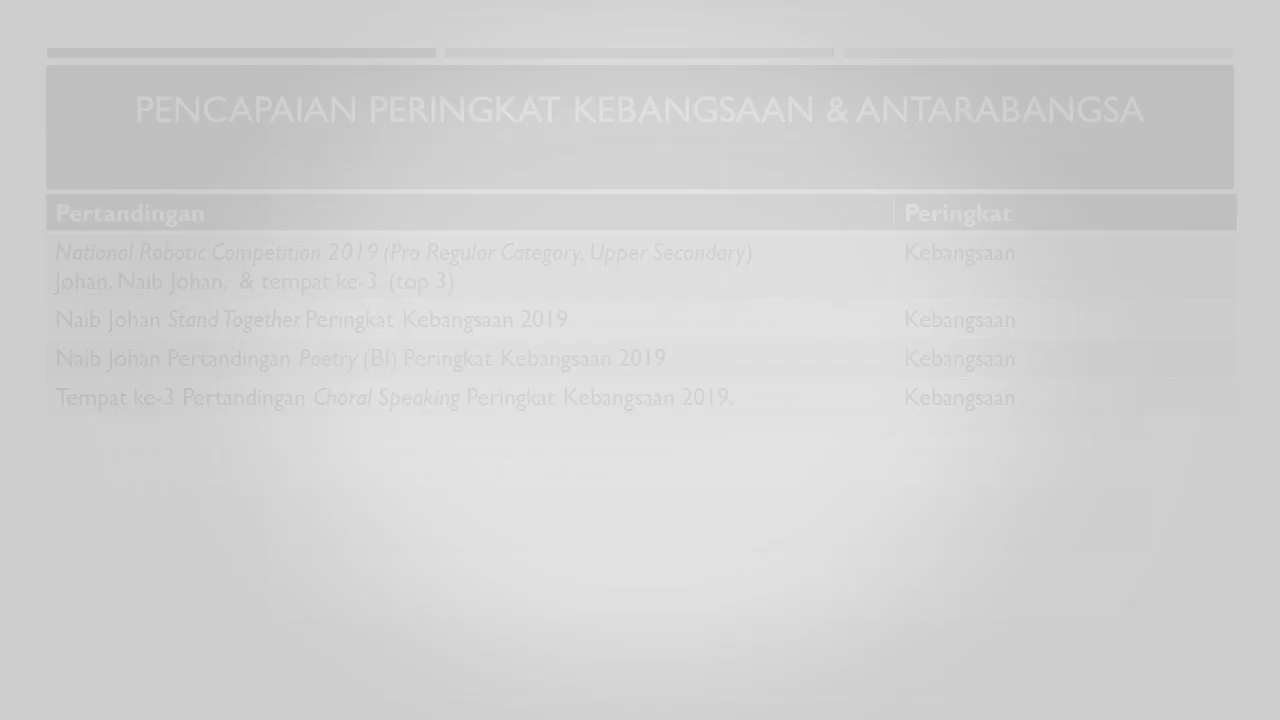 PENCAPAIAN PERINGKAT KEBANGSAAN & ANTARABANGSA
Pertandingan Peringkat
National Robotic Competition 2019 (Pro Regular Category, Upper Secondary) Kebangsaan
Johan, Naib Johan, & tempat ke-3. (top 3)
Naib Johan Stand Together Peringkat Kebangsaan 2019 Kebangsaan
Naib Johan Pertandingan Poetry (BI) Peringkat Kebangsaan 2019 Kebangsaan
Tempat ke-3 Pertandingan Choral Speaking Peringkat Kebangsaan 2019. Kebangsaan